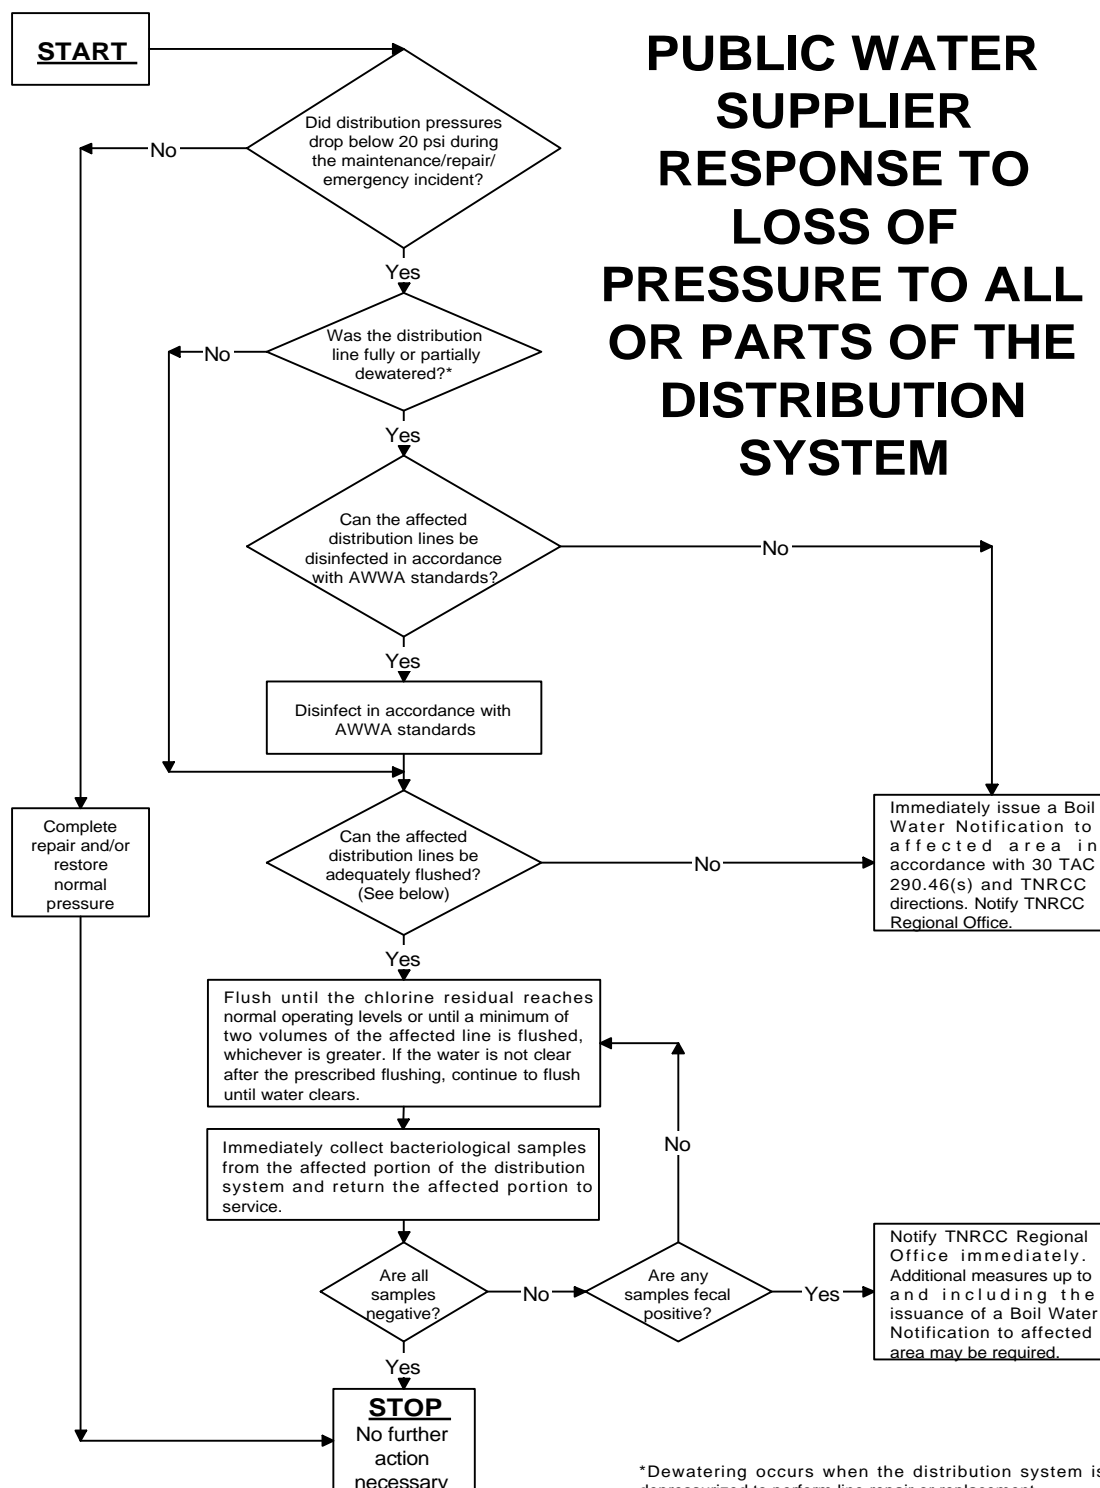 START
PUBLIC WATER
SUPPLIER
RESPONSE TO
LOSS OF
PRESSURE TO ALL
OR PARTS OF THE
DISTRIBUTION
SYSTEM
Did distribution pressures
drop below 20 psi during
the maintenance/repair/
emergency incident?
No
Yes
Was the distribution
line fully or partially
dewatered?*
No
Yes
Can the affected
distribution lines be
disinfected in accordance
with AWWA standards?
No
Yes
Disinfect in accordance with
AWWA standards
Complete
repair and/or
restore
normal
pressure
Can the affected
distribution lines be
adequately flushed?
(See below)
No
Immediately issue a Boil
Water Notification to
affected area in
accordance with 30 TAC
290.46(s) and TNRCC
directions. Notify TNRCC
Regional Office.
Yes
Flush until the chlorine residual reaches
normal operating levels or until a minimum of
two volumes of the affected line is flushed,
whichever is greater. If the water is not clear
after the prescribed flushing, continue to flush
until water clears.
Immediately collect bacteriological samples
from the affected portion of the distribution
system and return the affected portion to
service.
No
Are all
samples
negative?
No
Are any
samples fecal
positive?
Yes
Notify TNRCC Regional
Office immediately.
Additional measures up to
and including the
issuance of a Boil Water
Notification to affected
area may be required.
Yes
STOP
No further
action
necessary
*Dewatering occurs when the distribution system is
depressurized to perform line repair or replacement